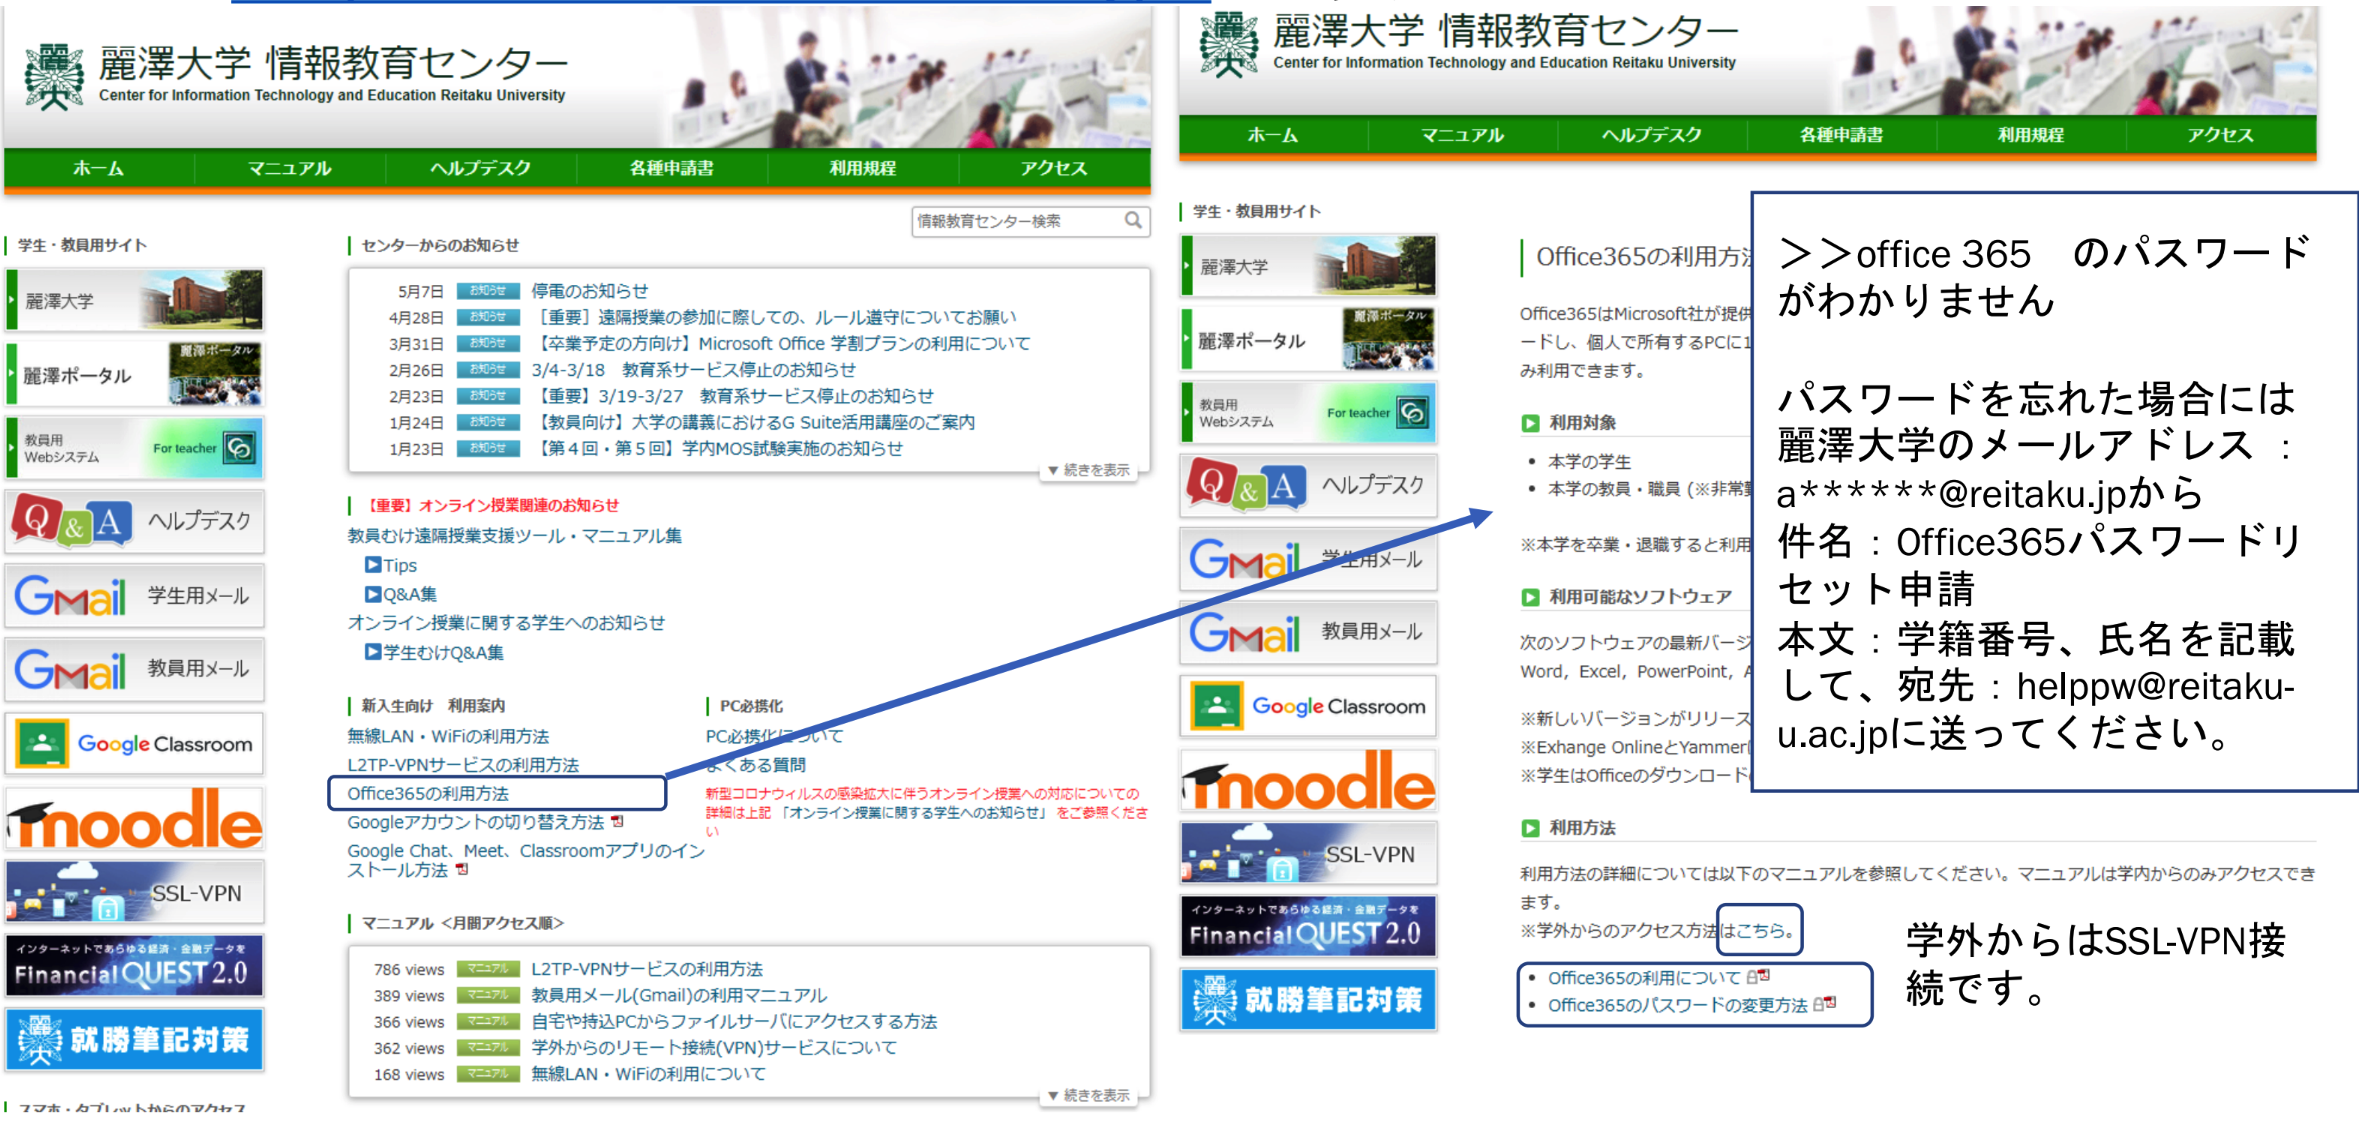 麗澤大学 情報教育センター
Center for Information Technology and Education Reitaku University
ホーム マニュアル ヘルプデスク 各種申請書 利用規程 アクセス
情報教育センター検索
学生・教員用サイト
麗澤大学
麗澤ポータル
麗澤ポータル
教員用
Webシステム
For teacher
Q&A ヘルプデスク
Gmail 学生用メール
Gmail 教員用メール
Google Classroom
moodle
SSL-VPN
インターネットであらゆる経済・金融データを
Financial QUEST 2.0
就勝筆記対策
スマホ・タブレットからのアクセス
センターからのお知らせ
5月7日 お知らせ 停電のお知らせ
4月28日 お知らせ ［重要］遠隔授業の参加に際しての、ルール遵守についてお願い
3月31日 お知らせ 【卒業予定の方向け】Microsoft Office 学割プランの利用について
2月26日 お知らせ 3/4-3/18　教育系サービス停止のお知らせ
2月23日 お知らせ 【重要】3/19-3/27　教育系サービス停止のお知らせ
1月24日 お知らせ 【教員向け】大学の講義におけるG Suite活用講座のご案内
1月23日 お知らせ 【第４回・第５回】学内MOS試験実施のお知らせ
▼ 続きを表示
【重要】オンライン授業関連のお知らせ
教員むけ遠隔授業支援ツール・マニュアル集
Tips
Q&A集
オンライン授業に関する学生へのお知らせ
学生むけQ&A集
新入生向け　利用案内
無線LAN・WiFiの利用方法
L2TP-VPNサービスの利用方法
Office365の利用方法
Googleアカウントの切り替え方法
Google Chat、Meet、Classroomアプリのイン
ストール方法
PC必携化
PC必携化について
よくある質問
新型コロナウィルスの感染拡大に伴うオンライン授業への対応についての
詳細は上記 「オンライン授業に関する学生へのお知らせ」 をご参照くださ
い
マニュアル <月間アクセス順>
786 views マニュアル L2TP-VPNサービスの利用方法
389 views マニュアル 教員用メール(Gmail)の利用マニュアル
366 views マニュアル 自宅や持込PCからファイルサーバにアクセスする方法
362 views マニュアル 学外からのリモート接続(VPN)サービスについて
168 views マニュアル 無線LAN・WiFiの利用について
▼ 続きを表示
麗澤大学 情報教育センター
Center for Information Technology and Education Reitaku University
ホーム マニュアル ヘルプデスク 各種申請書 利用規程 アクセス
学生・教員用サイト
麗澤大学
麗澤ポータル
麗澤ポータル
教員用
Webシステム
For teacher
Q&A ヘルプデスク
Gmail 学生用メール
Gmail 教員用メール
Google Classroom
moodle
SSL-VPN
インターネットであらゆる経済・金融データを
Financial QUEST 2.0
就勝筆記対策
Office365の利用方法
Office365はMicrosoft社が提供
ードし、個人で所有するPCに1
み利用できます。
利用対象
• 本学の学生
• 本学の教員・職員 (※非常勤
※本学を卒業・退職すると利用
利用可能なソフトウェア
次のソフトウェアの最新バージ
Word，Excel，PowerPoint，A
※新しいバージョンがリリース
※Exhange OnlineとYammer
※学生はOfficeのダウンロード
利用方法
利用方法の詳細については以下のマニュアルを参照してください。マニュアルは学内からのみアクセスでき
ます。
※学外からのアクセス方法はこちら。
• Office365の利用について
• Office365のパスワードの変更方法
＞＞office 365　のパスワード
がわかりません
パスワードを忘れた場合には
麗澤大学のメールアドレス：
a******@reitaku.jpから
件名：Office365パスワードリ
セット申請
本文：学籍番号、氏名を記載
して、宛先：helppw@reitaku-
u.ac.jpに送ってください。
学外からはSSL-VPN接
続です。